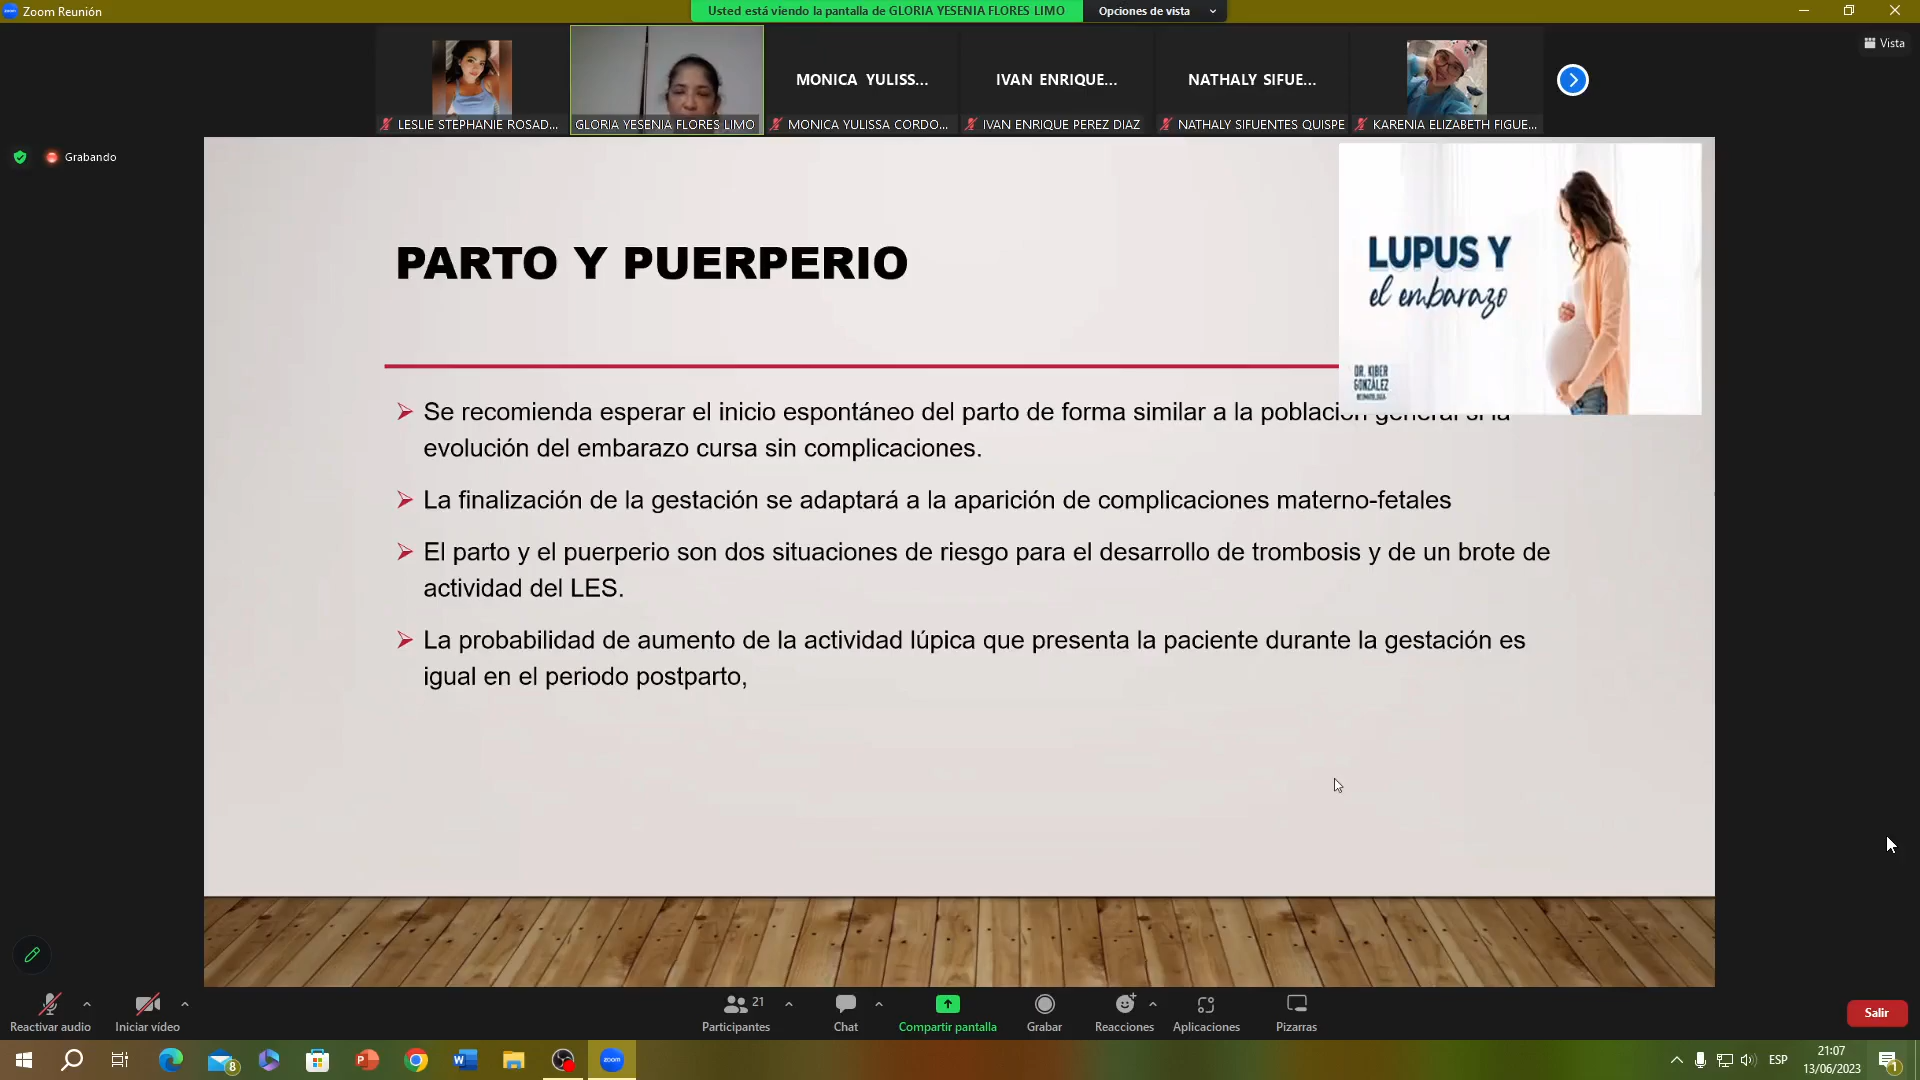 Zoom Reunión
Usted está viendo la pantalla de GLORIA YESENIA FLORES LIMO
Opciones de vista
Vista
MONICA YULISS...
IVAN ENRIQUE...
NATHALY SIFUE...
LESLIE STEPHANIE ROSAD...
GLORIA YESENIA FLORES LIMO
MONICA YULISSA CORDO...
IVAN ENRIQUE PEREZ DIAZ
NATHALY SIFUENTES QUISPE
KARENIA ELIZABETH FIGUE...
Grabando
PARTO Y PUERPERIO
LUPUS Y
el embarazo
DR. KIBER
GONZÁLEZ
REUMATOLOGÍA
Se recomienda esperar el inicio espontáneo del parto de forma similar a la población general si la
evolución del embarazo cursa sin complicaciones.
La finalización de la gestación se adaptará a la aparición de complicaciones materno-fetales
El parto y el puerperio son dos situaciones de riesgo para el desarrollo de trombosis y de un brote de
actividad del LES.
La probabilidad de aumento de la actividad lúpica que presenta la paciente durante la gestación es
igual en el periodo postparto,
Reactivar audio
Iniciar vídeo
21
Participantes
Chat
Compartir pantalla
Grabar
Reacciones
Aplicaciones
Pizarras
Salir
8
zoom
ESP
21:07
13/06/2023
1